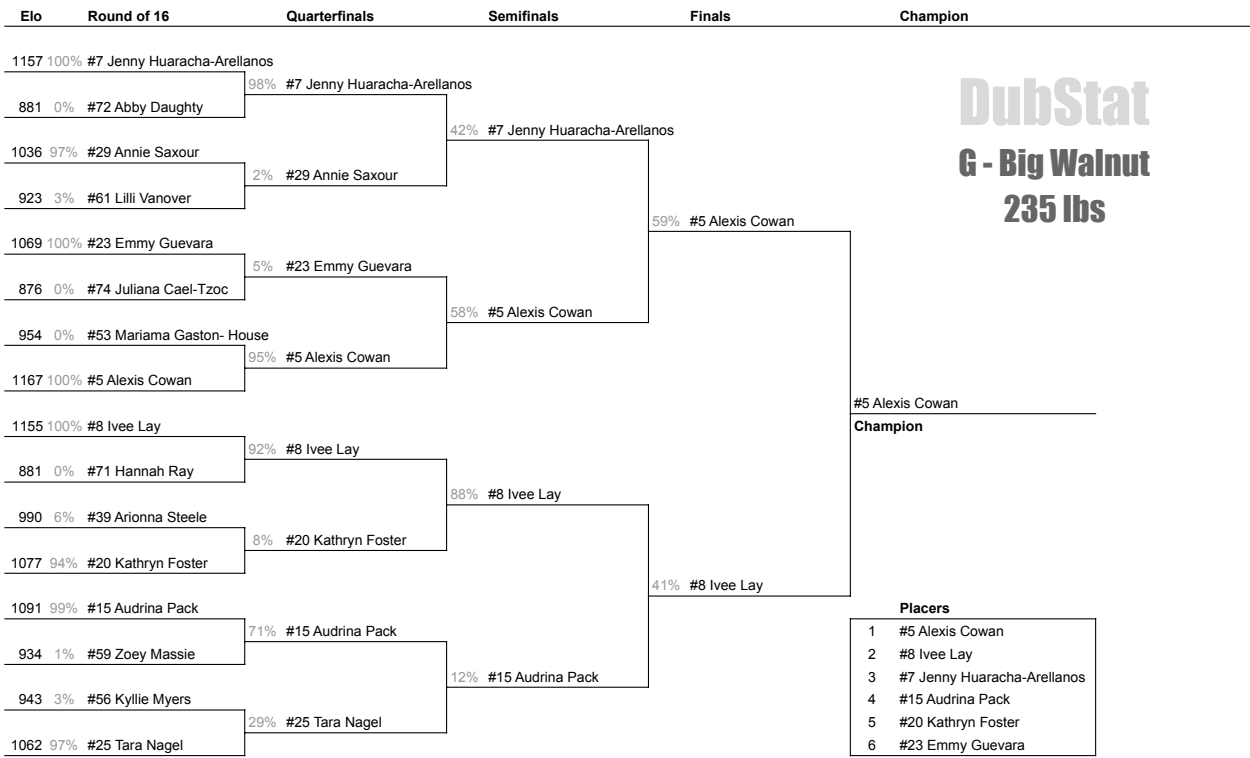 Elo Round of 16 Quarterfinals Semifinals Finals Champion
1157 100% #7 Jenny Huaracha-Arellanos
98% #7 Jenny Huaracha-Arellanos
881 0% #72 Abby Daughty
42% #7 Jenny Huaracha-Arellanos
1036 97% #29 Annie Saxour
2% #29 Annie Saxour
923 3% #61 Lilli Vanover
59% #5 Alexis Cowan
1069 100% #23 Emmy Guevara
5% #23 Emmy Guevara
876 0% #74 Juliana Cael-Tzoc
58% #5 Alexis Cowan
954 0% #53 Mariama Gaston- House
95% #5 Alexis Cowan
1167 100% #5 Alexis Cowan
#5 Alexis Cowan
Champion
1155 100% #8 Ivee Lay
92% #8 Ivee Lay
881 0% #71 Hannah Ray
88% #8 Ivee Lay
990 6% #39 Arionna Steele
8% #20 Kathryn Foster
1077 94% #20 Kathryn Foster
41% #8 Ivee Lay
1091 99% #15 Audrina Pack
71% #15 Audrina Pack
934 1% #59 Zoey Massie
12% #15 Audrina Pack
943 3% #56 Kyllie Myers
29% #25 Tara Nagel
1062 97% #25 Tara Nagel
DubStat
G - Big Walnut
235 lbs
Placers
1 #5 Alexis Cowan
2 #8 Ivee Lay
3 #7 Jenny Huaracha-Arellanos
4 #15 Audrina Pack
5 #20 Kathryn Foster
6 #23 Emmy Guevara